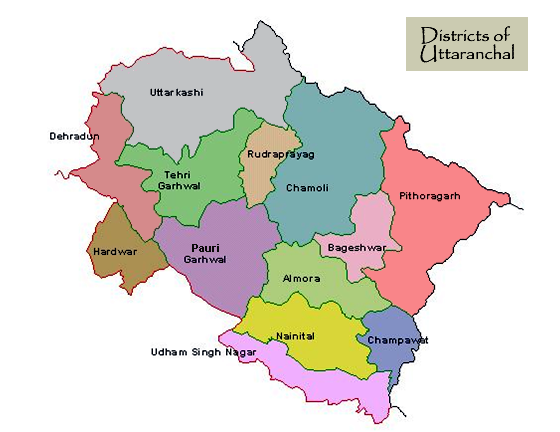 Districts of
Uttaranchal
Uttarkashi
Dehradun
Rudraprayag
Tehri
Garhwal
Chamoli
Pithoragarh
Hardwar
Pauri
Garhwal
Bageshwar
Almora
Nainital
Champawat
Udham Singh Nagar